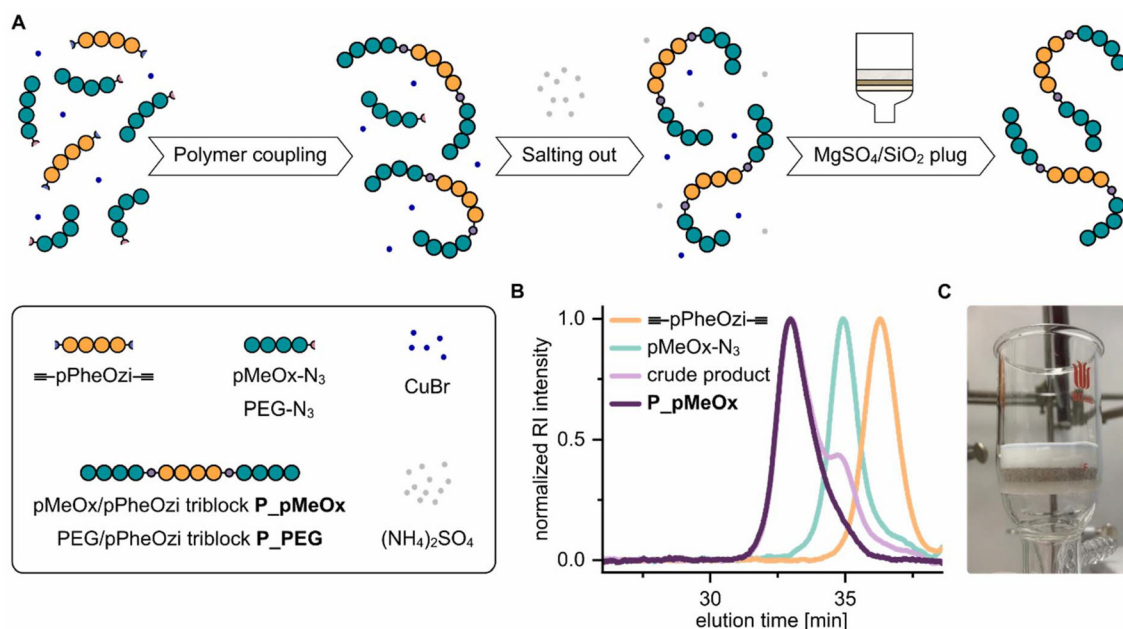 A
Polymer coupling
Salting out
MgSO₄/SiO₂ plug
≡–pPheOzi–≡
pMeOx-N₃
PEG-N₃
CuBr
pMeOx/pPheOzi triblock P_pMeOx
PEG/pPheOzi triblock P_PEG
(NH4)₂SO₄
B
≡–pPheOzi–≡
pMeOx-N₃
crude product
P_pMeOx
normalized RI intensity
1.0
0.5
0.0
30
35
elution time [min]
C